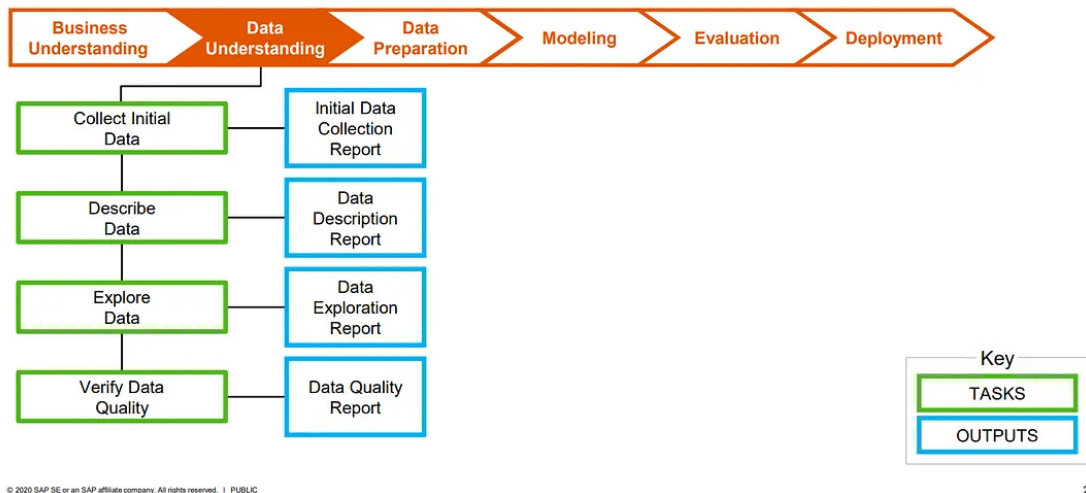 Business
Understanding
Data
Understanding
Data
Preparation
Modeling
Evaluation
Deployment
Collect Initial
Data
Initial Data
Collection
Report
Describe
Data
Data
Description
Report
Explore
Data
Data
Exploration
Report
Verify Data
Quality
Data Quality
Report
Key
TASKS
OUTPUTS
© 2020 SAP SE or an SAP affiliate company. All rights reserved. I PUBLIC